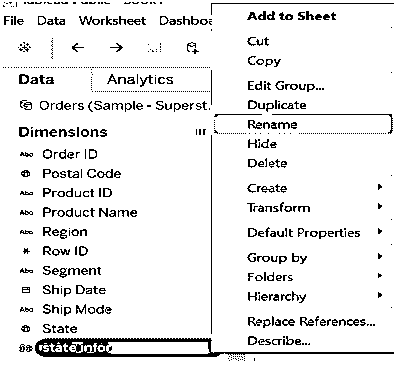 Tableau Public - Book1
File Data Worksheet Dashbo
Data Analytics
Orders (Sample - Superst.
Dimensions
Abc Order ID
Postal Code
Abc Product ID
Abc Product Name
Abc Region
# Row ID
Abc Segment
Ship Date
Abc Ship Mode
State
state infor
Add to Sheet
Cut
Copy
Edit Group...
Duplicate
Rename
Hide
Delete
Create
Transform
Default Properties
Group by
Folders
Hierarchy
Replace References...
Describe...